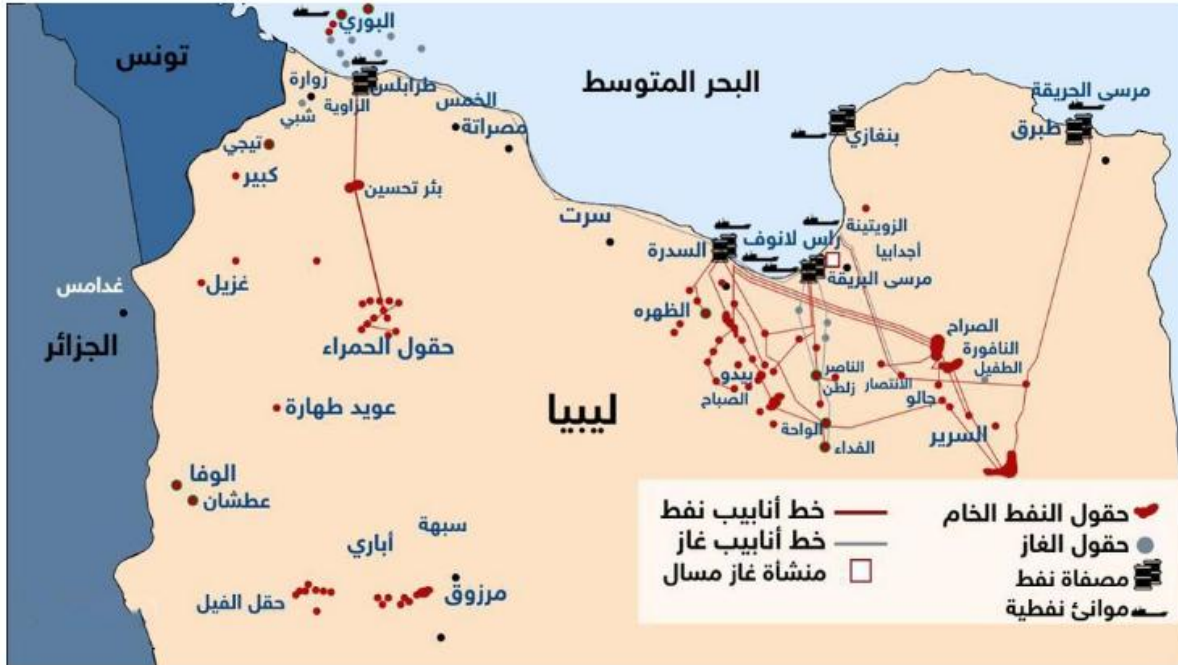 البوري
تونس
البحر المتوسط
مرسى الحريقة
طبرق
زوارة
طرابلس
الزاوية
شبي
الخمس
مصراتة
بنغازي
تيجي
كبير
بئر تحسين
سرت
الزويتينة
راس لانوف
أجدابيا
السدرة
مرسى البريقة
غدامس
غزيل
الظهره
الجزائر
حقول الحمراء
الصراح
النافورة
الطفيل
الناصر
زلطن
الانتصار
بيدو
الصباح
جالو
عويد طهارة
ليبيا
الواحة
السرير
الفداء
الوفا
عطشان
سبهة
أباري
حقل الفيل
مرزوق
حقول النفط الخام
حقول الغاز
مصفاة نفط
موانئ نفطية
خط أنابيب نفط
خط أنابيب غاز
منشأة غاز مسال